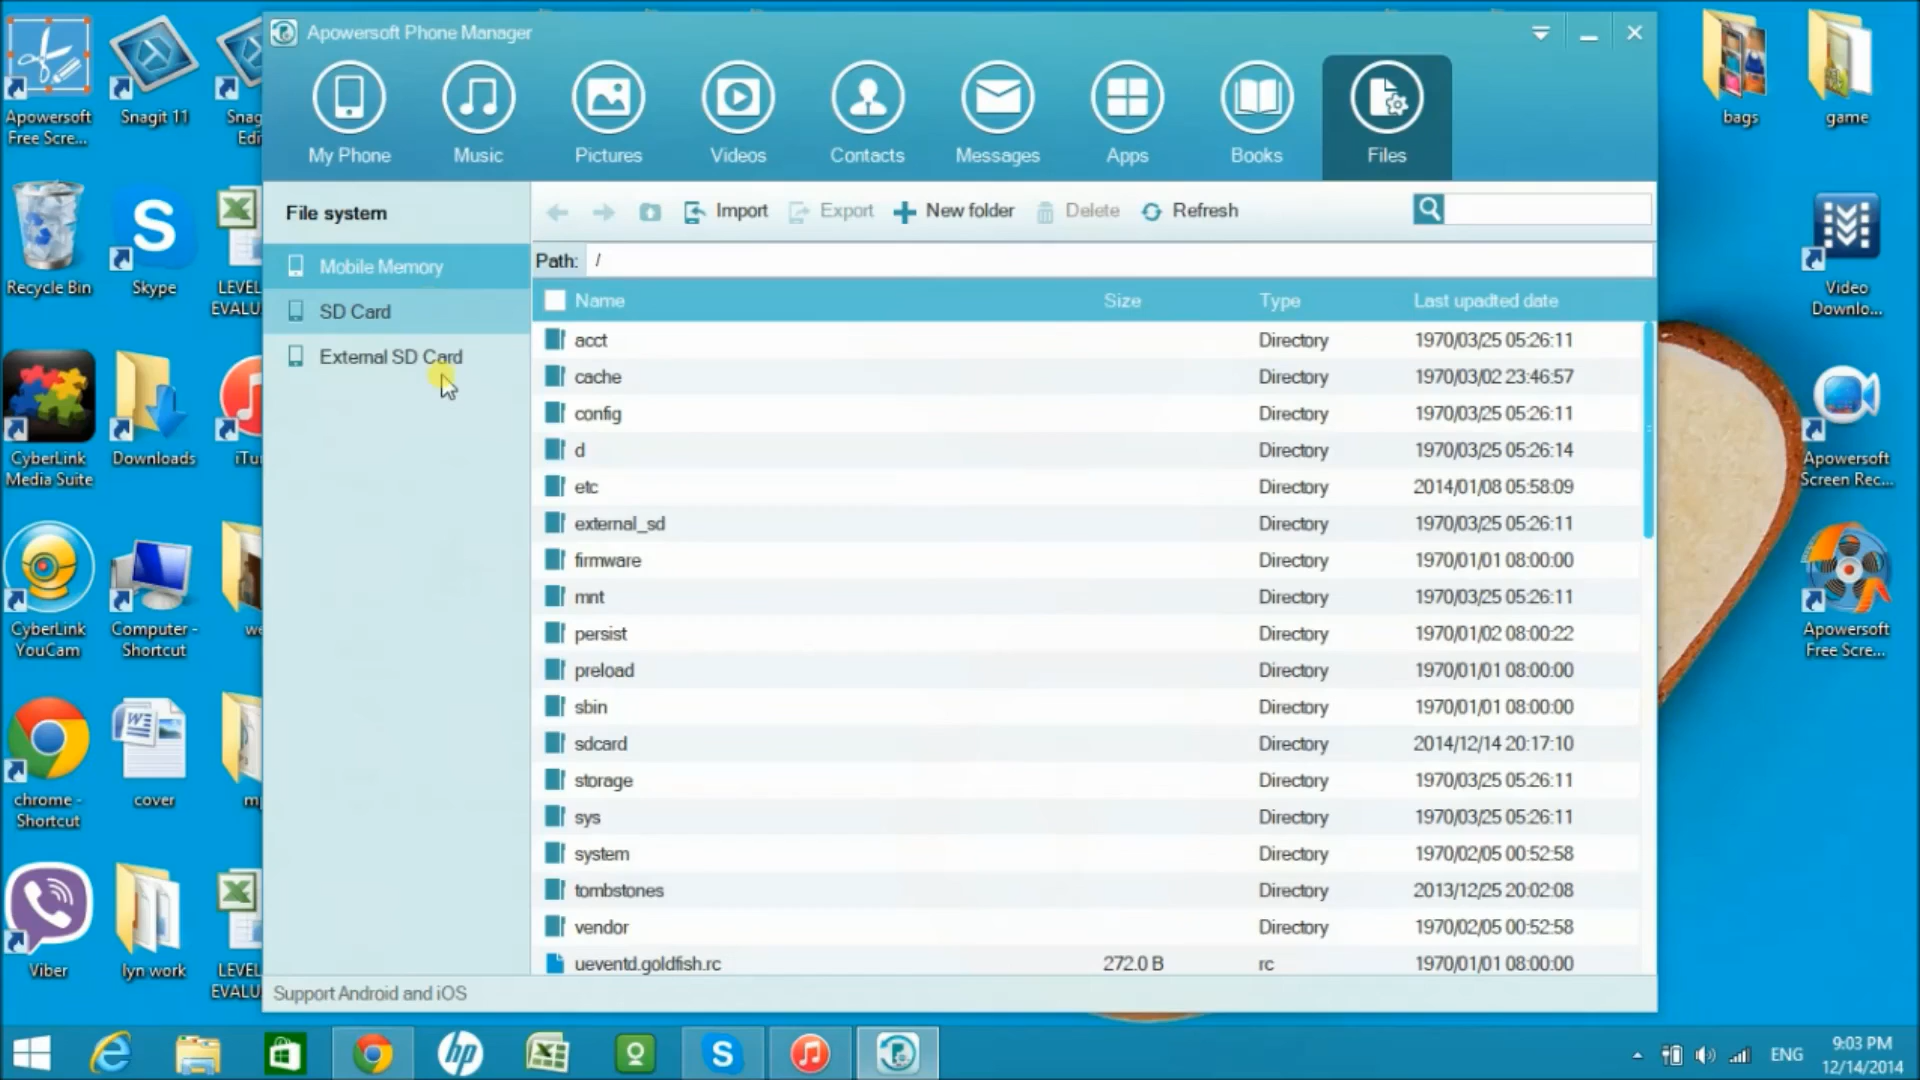 Apowersoft Phone Manager
My Phone
Music
Pictures
Videos
Contacts
Messages
Apps
Books
Files
File system
Mobile Memory
SD Card
External SD Card
Import
Export
New folder
Delete
Refresh
Path: /
Name Size Type Last upadted date
acct Directory 1970/03/25 05:26:11
cache Directory 1970/03/02 23:46:57
config Directory 1970/03/25 05:26:11
d Directory 1970/03/25 05:26:14
etc Directory 2014/01/08 05:58:09
external_sd Directory 1970/03/25 05:26:11
firmware Directory 1970/01/01 08:00:00
mnt Directory 1970/03/25 05:26:11
persist Directory 1970/01/02 08:00:22
preload Directory 1970/01/01 08:00:00
sbin Directory 1970/01/01 08:00:00
sdcard Directory 2014/12/14 20:17:10
storage Directory 1970/03/25 05:26:11
sys Directory 1970/03/25 05:26:11
system Directory 1970/02/05 00:52:58
tombstones Directory 2013/12/25 20:02:08
vendor Directory 1970/02/05 00:52:58
ueventd.goldfish.rc 272.0 B rc 1970/01/01 08:00:00
Support Android and iOS
Apowersoft
Free Scre...
Snagit 11
Snag
Edi
Recycle Bin
Skype
LEVEL
EVALU
CyberLink
Media Suite
Downloads
iTu
CyberLink
YouCam
Computer -
Shortcut
we
chrome -
Shortcut
cover
Viber
lyn work
LEVEL
EVALU
bags
game
Video
Downlo...
Apowersoft
Screen Rec...
Apowersoft
Free Scre...
hp
ENG
9:03 PM
12/14/2014